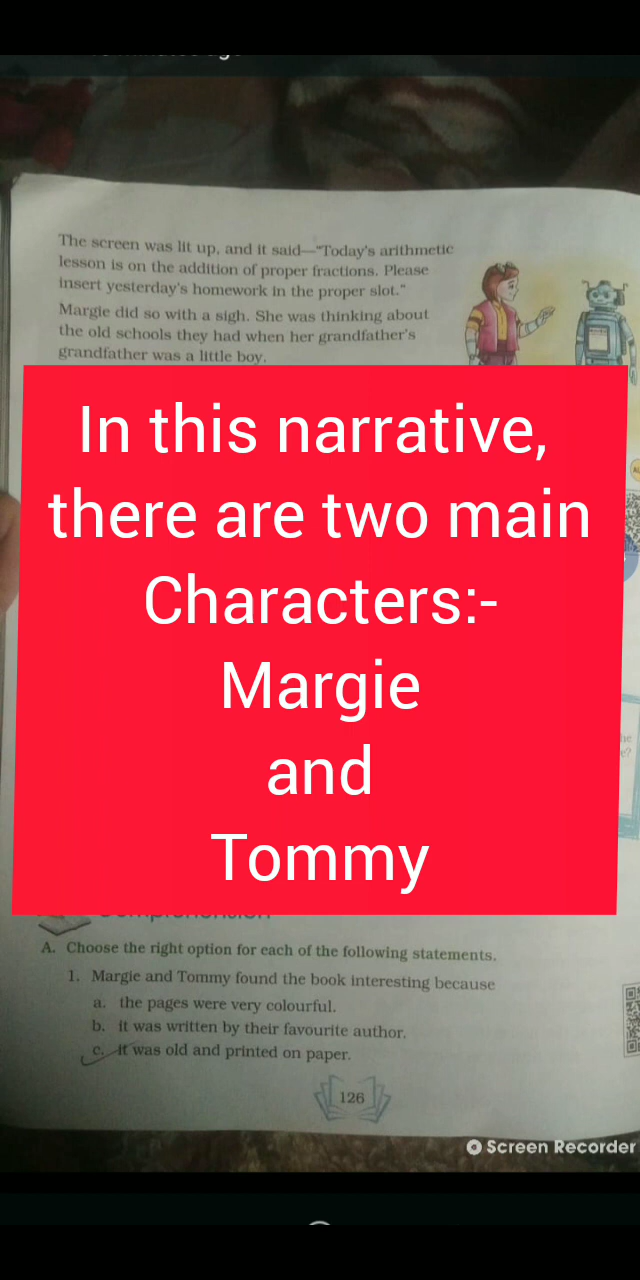 The screen was lit up, and it said—"Today's arithmetic
lesson is on the addition of proper fractions. Please
insert yesterday's homework in the proper slot."
Margie did so with a sigh. She was thinking about
the old schools they had when her grandfather's
grandfather was a little boy.
In this narrative,
there are two main
Characters:-
Margie
and
Tommy
A. Choose the right option for each of the following statements.
1. Margie and Tommy found the book interesting because
a. the pages were very colourful.
b. it was written by their favourite author.
c. it was old and printed on paper.
126
Screen Recorder